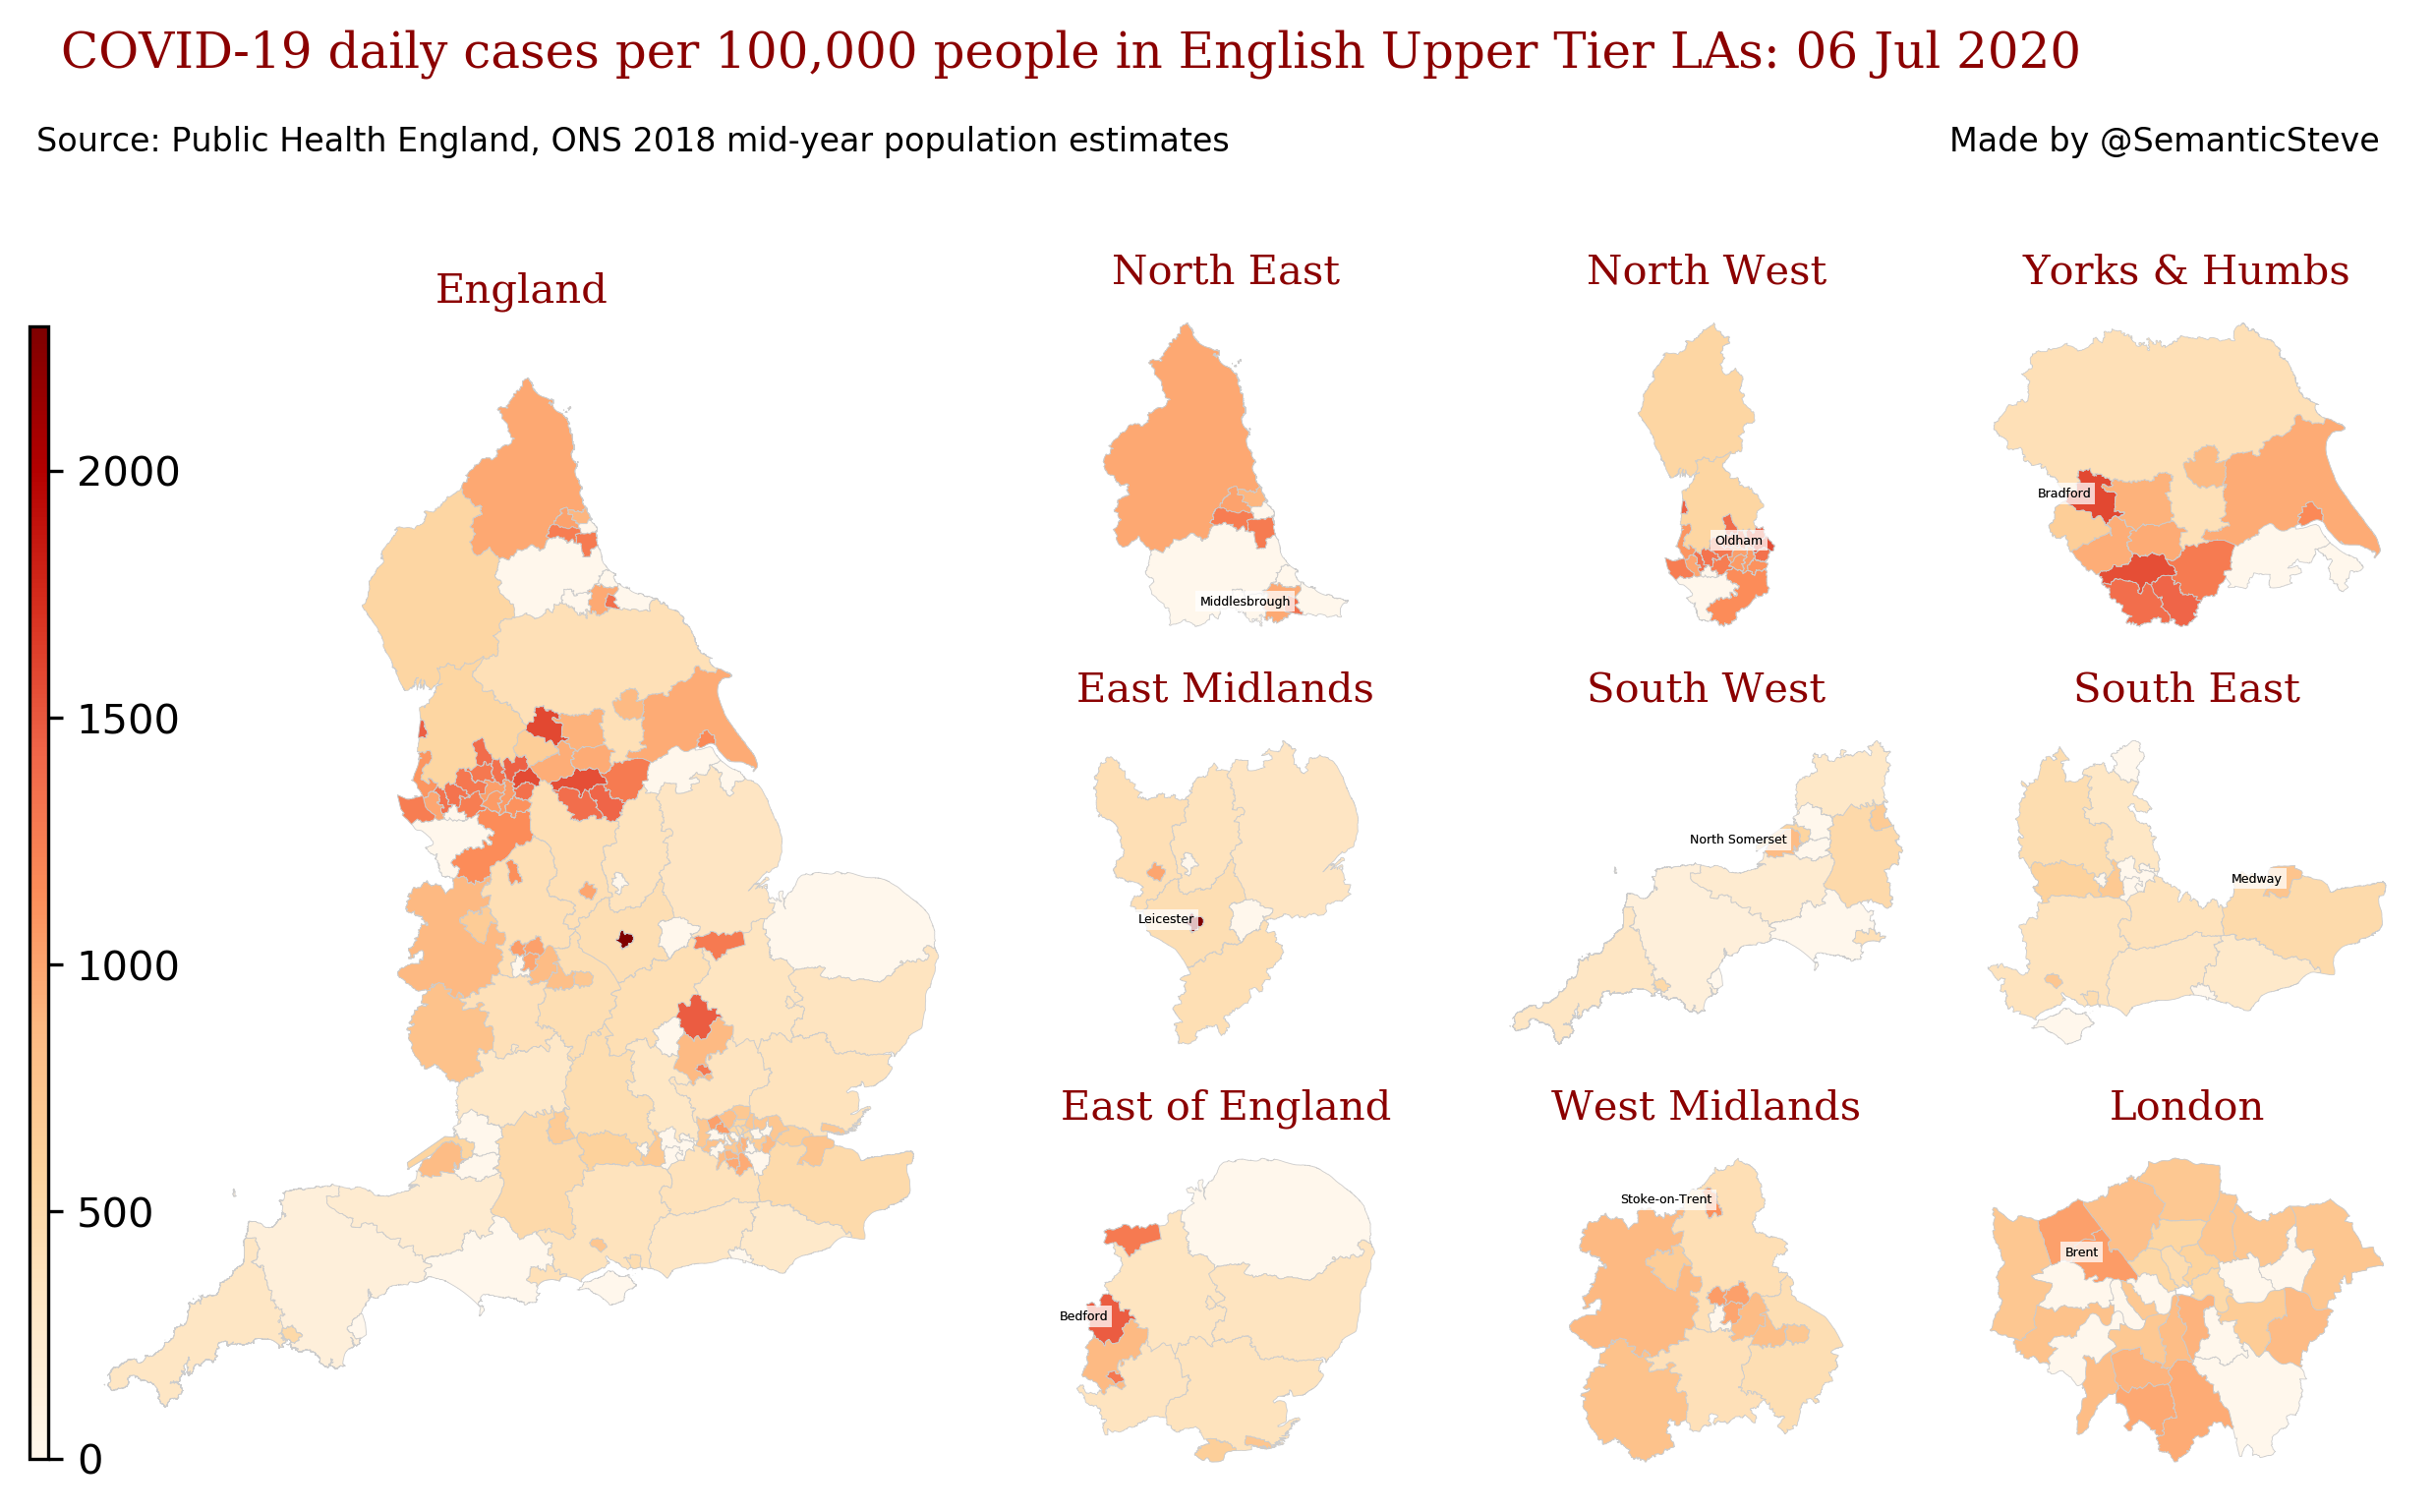 COVID-19 daily cases per 100,000 people in English Upper Tier LAs: 06 Jul 2020
Source: Public Health England, ONS 2018 mid-year population estimates
Made by @SemanticSteve
England
2000
1500
1000
500
0
North East
Middlesbrough
North West
Oldham
Yorks & Humbs
Bradford
East Midlands
Leicester
South West
North Somerset
South East
Medway
East of England
Bedford
West Midlands
Stoke-on-Trent
London
Brent